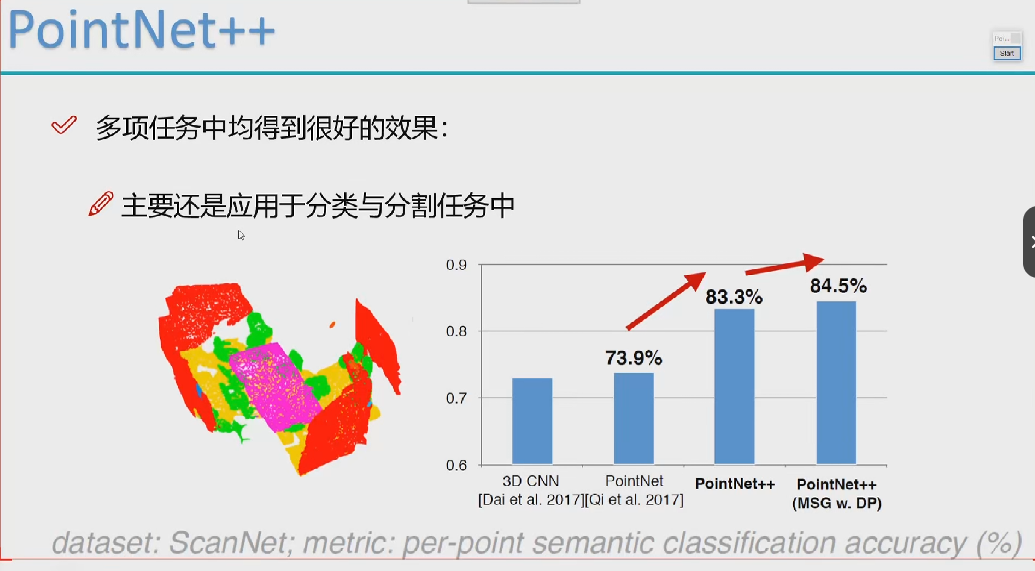 PointNet++
Start
多项任务中均得到很好的效果：
主要还是应用于分类与分割任务中
0.9
0.8
0.7
0.6
73.9%
83.3%
84.5%
3D CNN
[Dai et al. 2017]
PointNet
[Qi et al. 2017]
PointNet++
PointNet++
(MSG w. DP)
dataset: ScanNet; metric: per-point semantic classification accuracy (%)